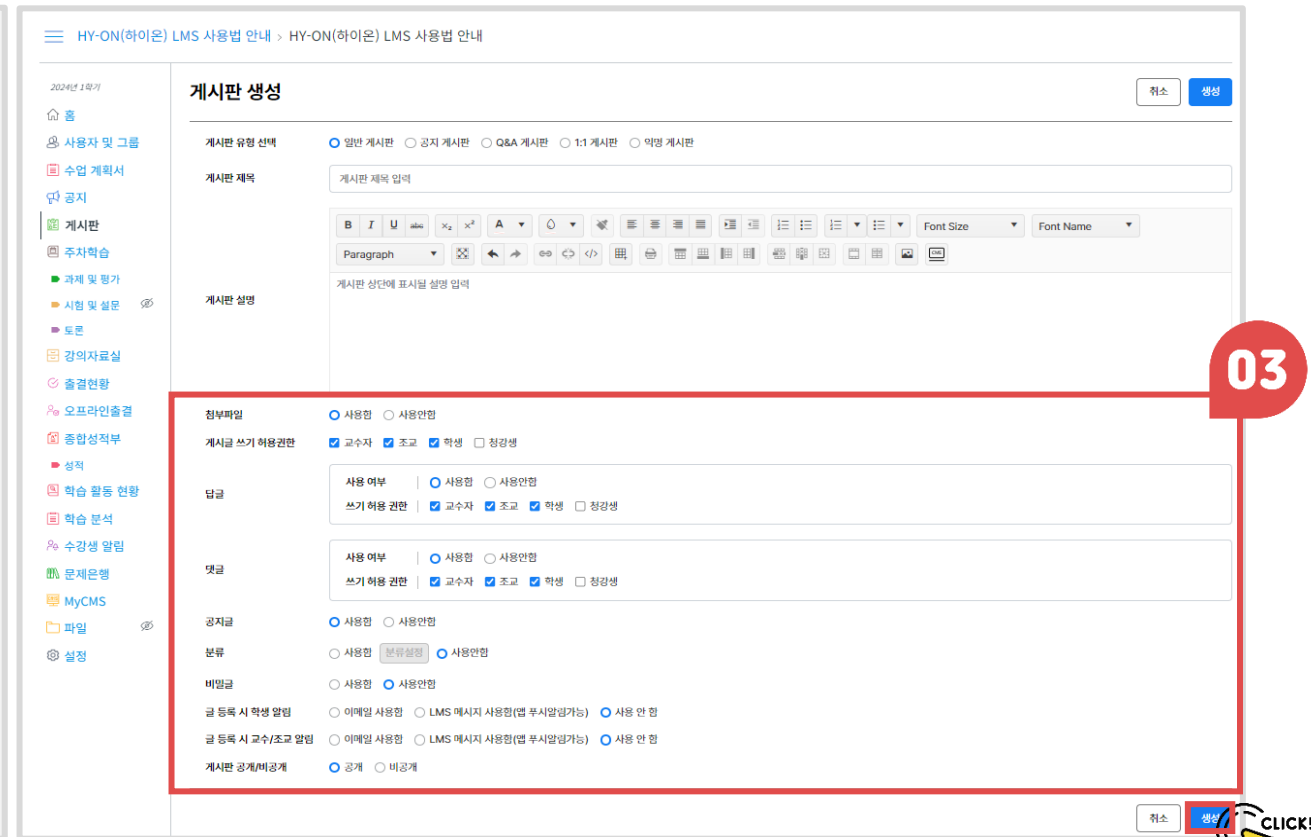 HY-ON(하이온) LMS 사용법 안내 > HY-ON(하이온) LMS 사용법 안내
2024년 1학기
홈
사용자 및 그룹
수업 계획서
공지
게시판
주차학습
과제 및 평가
시험 및 설문
토론
강의자료실
출결현황
오프라인출결
종합성적부
성적
학습 활동 현황
학습 분석
수강생 알림
문제은행
MyCMS
파일
설정
게시판 생성
취소 생성
게시판 유형 선택 일반 게시판 공지 게시판 Q&A 게시판 1:1 게시판 익명 게시판
게시판 제목 게시판 제목 입력
B I U abc x₂ x² A Font Size Font Name
Paragraph </> CMS
게시판 설명 게시판 상단에 표시될 설명 입력
03
첨부파일 사용함 사용안함
게시글 쓰기 허용권한 교수자 조교 학생 청강생
답글
사용 여부 사용함 사용안함
쓰기 허용 권한 교수자 조교 학생 청강생
댓글
사용 여부 사용함 사용안함
쓰기 허용 권한 교수자 조교 학생 청강생
공지글 사용함 사용안함
분류 사용함 분류설정 사용안함
비밀글 사용함 사용안함
글 등록 시 학생 알림 이메일 사용함 LMS 메시지 사용함(앱 푸시알림가능) 사용 안 함
글 등록 시 교수/조교 알림 이메일 사용함 LMS 메시지 사용함(앱 푸시알림가능) 사용 안 함
게시판 공개/비공개 공개 비공개
취소 생성
CLICK!